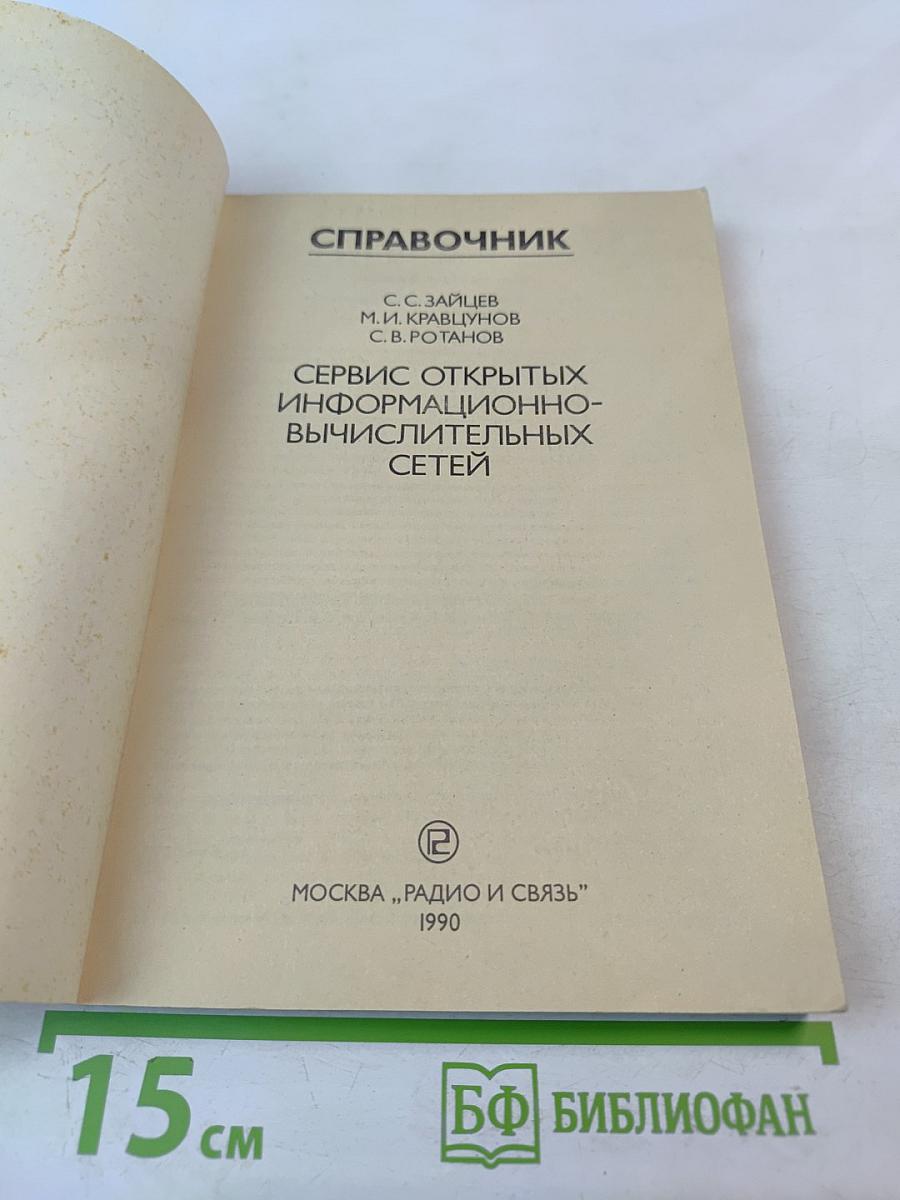 СПРАВОЧНИК
С. С. ЗАЙЦЕВ
М. И. КРАВЦУНОВ
С. В. РОТАНОВ
СЕРВИС ОТКРЫТЫХ
ИНФОРМАЦИОННО-
ВЫЧИСЛИТЕЛЬНЫХ
СЕТЕЙ
МОСКВА „РАДИО И СВЯЗЬ”
1990
15 см
БФ БИБЛИОФАН